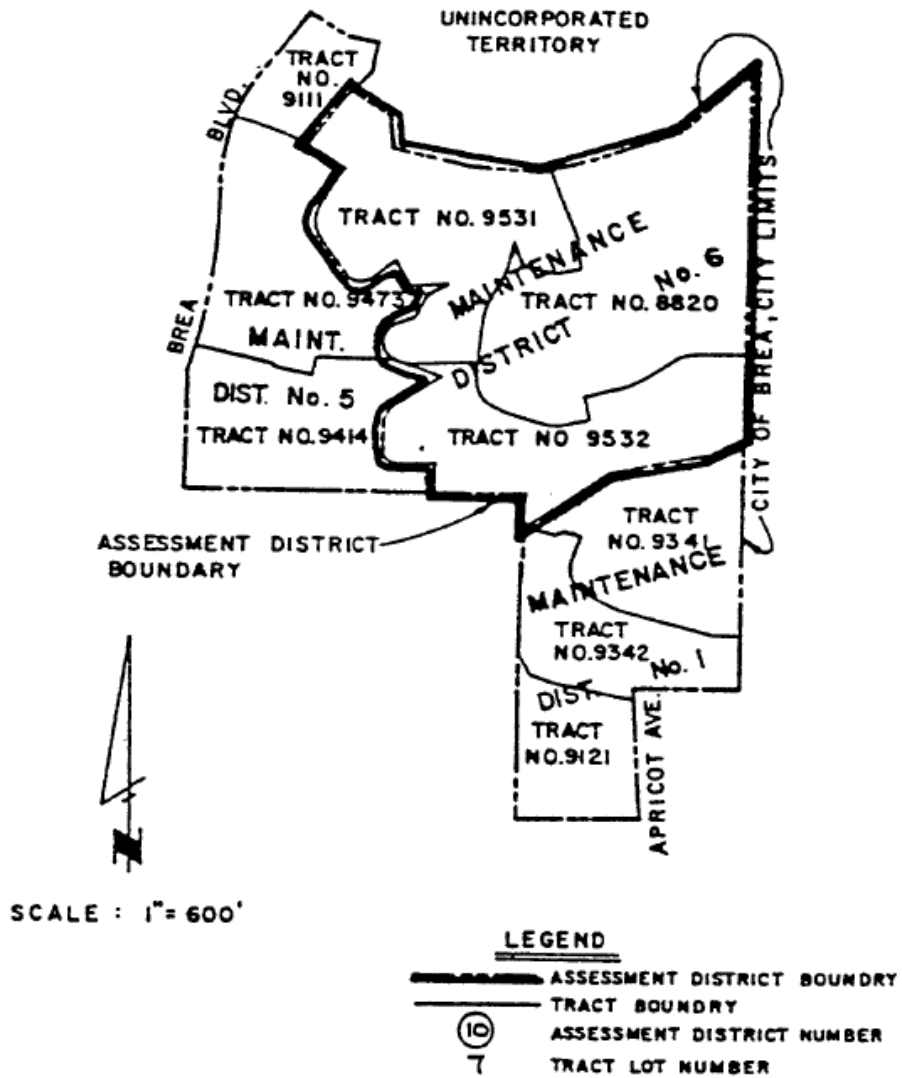 UNINCORPORATED
TERRITORY
TRACT
NO.
9111
BLVD.
BREA
TRACT NO. 9531
MAINTENANCE
DISTRICT
No. 6
TRACT NO. 8820
TRACT NO. 9473
MAINT.
DIST. No. 5
TRACT NO. 9414
TRACT NO 9532
CITY OF BREA, CITY LIMITS
ASSESSMENT DISTRICT
BOUNDARY
TRACT
NO. 9341
MAINTENANCE
TRACT
NO. 9342
DIST. No. 1
TRACT
NO. 9121
APRICOT AVE.
N
SCALE : 1"= 600'
LEGEND
ASSESSMENT DISTRICT BOUNDRY
TRACT BOUNDRY
10 ASSESSMENT DISTRICT NUMBER
7 TRACT LOT NUMBER